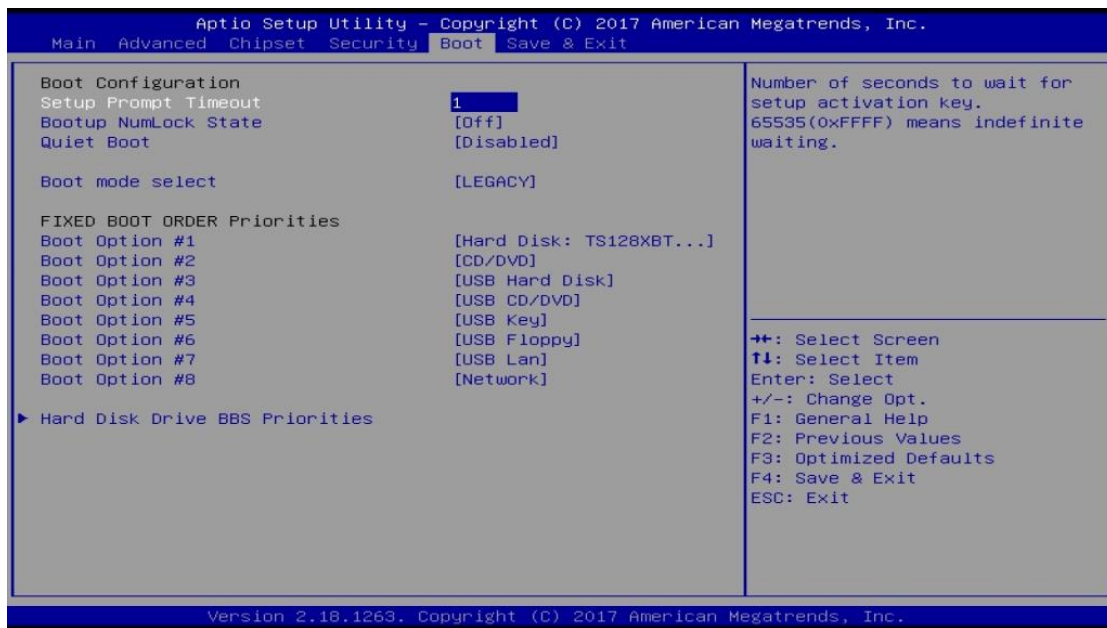 Aptio Setup Utility – Copyright (C) 2017 American Megatrends, Inc.
Main Advanced Chipset Security Boot Save & Exit
Boot Configuration
Setup Prompt Timeout 1
Bootup NumLock State [Off]
Quiet Boot [Disabled]
Boot mode select [LEGACY]
FIXED BOOT ORDER Priorities
Boot Option #1 [Hard Disk: TS128XBT...]
Boot Option #2 [CD/DVD]
Boot Option #3 [USB Hard Disk]
Boot Option #4 [USB CD/DVD]
Boot Option #5 [USB Key]
Boot Option #6 [USB Floppy]
Boot Option #7 [USB Lan]
Boot Option #8 [Network]
▶ Hard Disk Drive BBS Priorities
Number of seconds to wait for
setup activation key.
65535(0xFFFF) means indefinite
waiting.
→←: Select Screen
↑↓: Select Item
Enter: Select
+/-: Change Opt.
F1: General Help
F2: Previous Values
F3: Optimized Defaults
F4: Save & Exit
ESC: Exit
Version 2.18.1263. Copyright (C) 2017 American Megatrends, Inc.